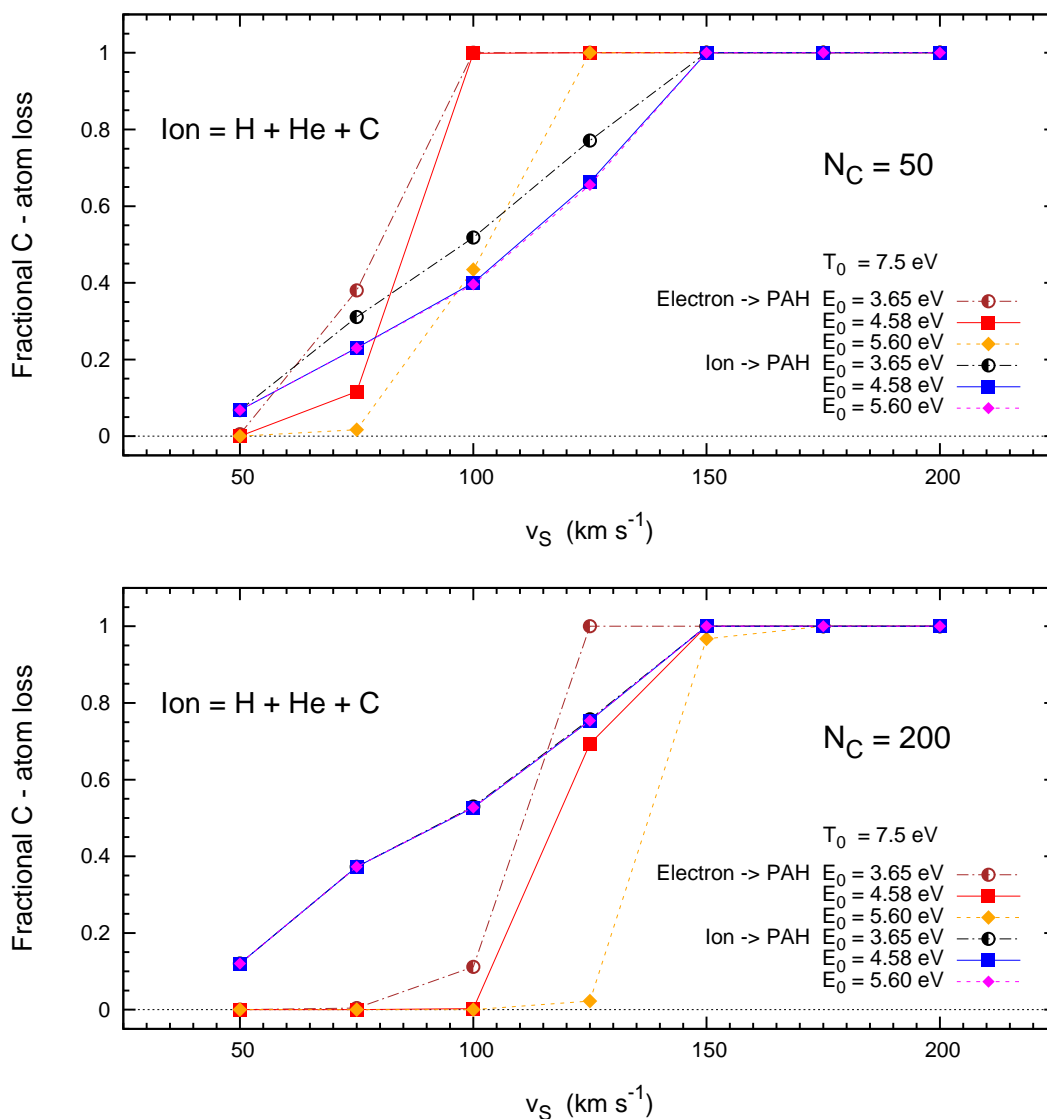 1
0.8
0.6
0.4
0.2
0
Fractional C - atom loss
Ion = H + He + C
N_C = 50
T_0 = 7.5 eV
Electron -> PAH E_0 = 3.65 eV
E_0 = 4.58 eV
E_0 = 5.60 eV
Ion -> PAH E_0 = 3.65 eV
E_0 = 4.58 eV
E_0 = 5.60 eV
50 100 150 200
v_S (km s^-1)
1
0.8
0.6
0.4
0.2
0
Fractional C - atom loss
Ion = H + He + C
N_C = 200
T_0 = 7.5 eV
Electron -> PAH E_0 = 3.65 eV
E_0 = 4.58 eV
E_0 = 5.60 eV
Ion -> PAH E_0 = 3.65 eV
E_0 = 4.58 eV
E_0 = 5.60 eV
50 100 150 200
v_S (km s^-1)